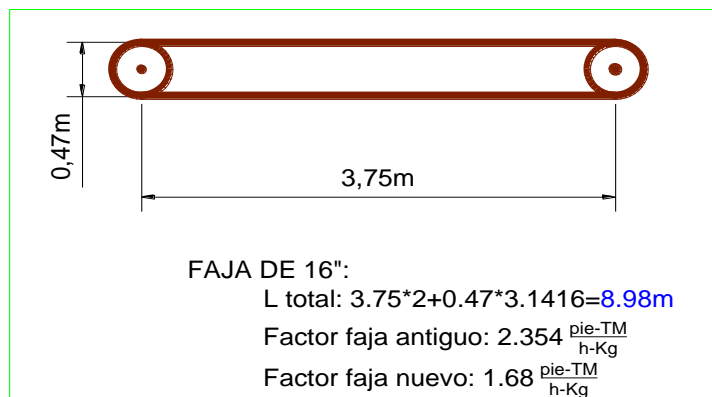 0,47m
3,75m
FAJA DE 16":
L total: 3.75*2+0.47*3.1416=8.98m
Factor faja antiguo: 2.354 pie-TM/h-Kg
Factor faja nuevo: 1.68 pie-TM/h-Kg